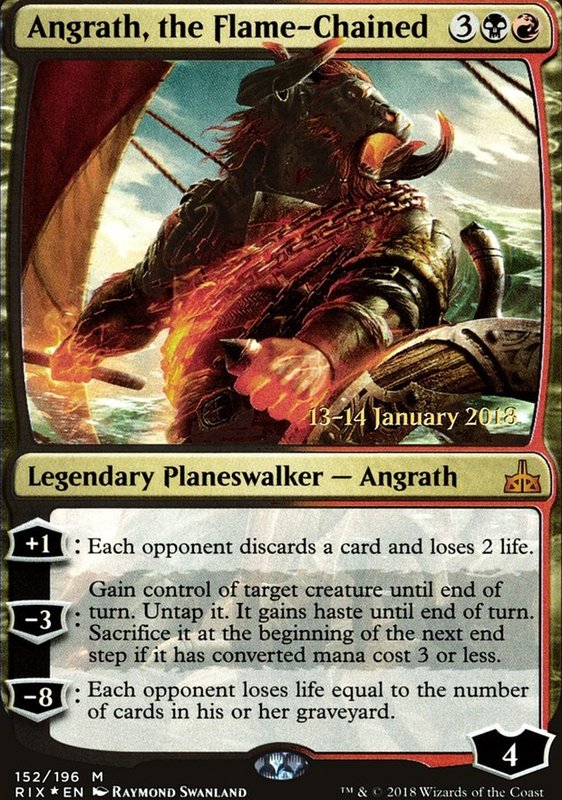 Angrath, the Flame-Chained 3
13-14 January 2018
Legendary Planeswalker — Angrath
+1 : Each opponent discards a card and loses 2 life.
Gain control of target creature until end of
-3 : turn. Untap it. It gains haste until end of turn.
Sacrifice it at the beginning of the next end
step if it has converted mana cost 3 or less.
-8 : Each opponent loses life equal to the number
of cards in his or her graveyard.
4
152/196 M
RIX ★ EN RAYMOND SWANLAND
™ & © 2018 Wizards of the Coast